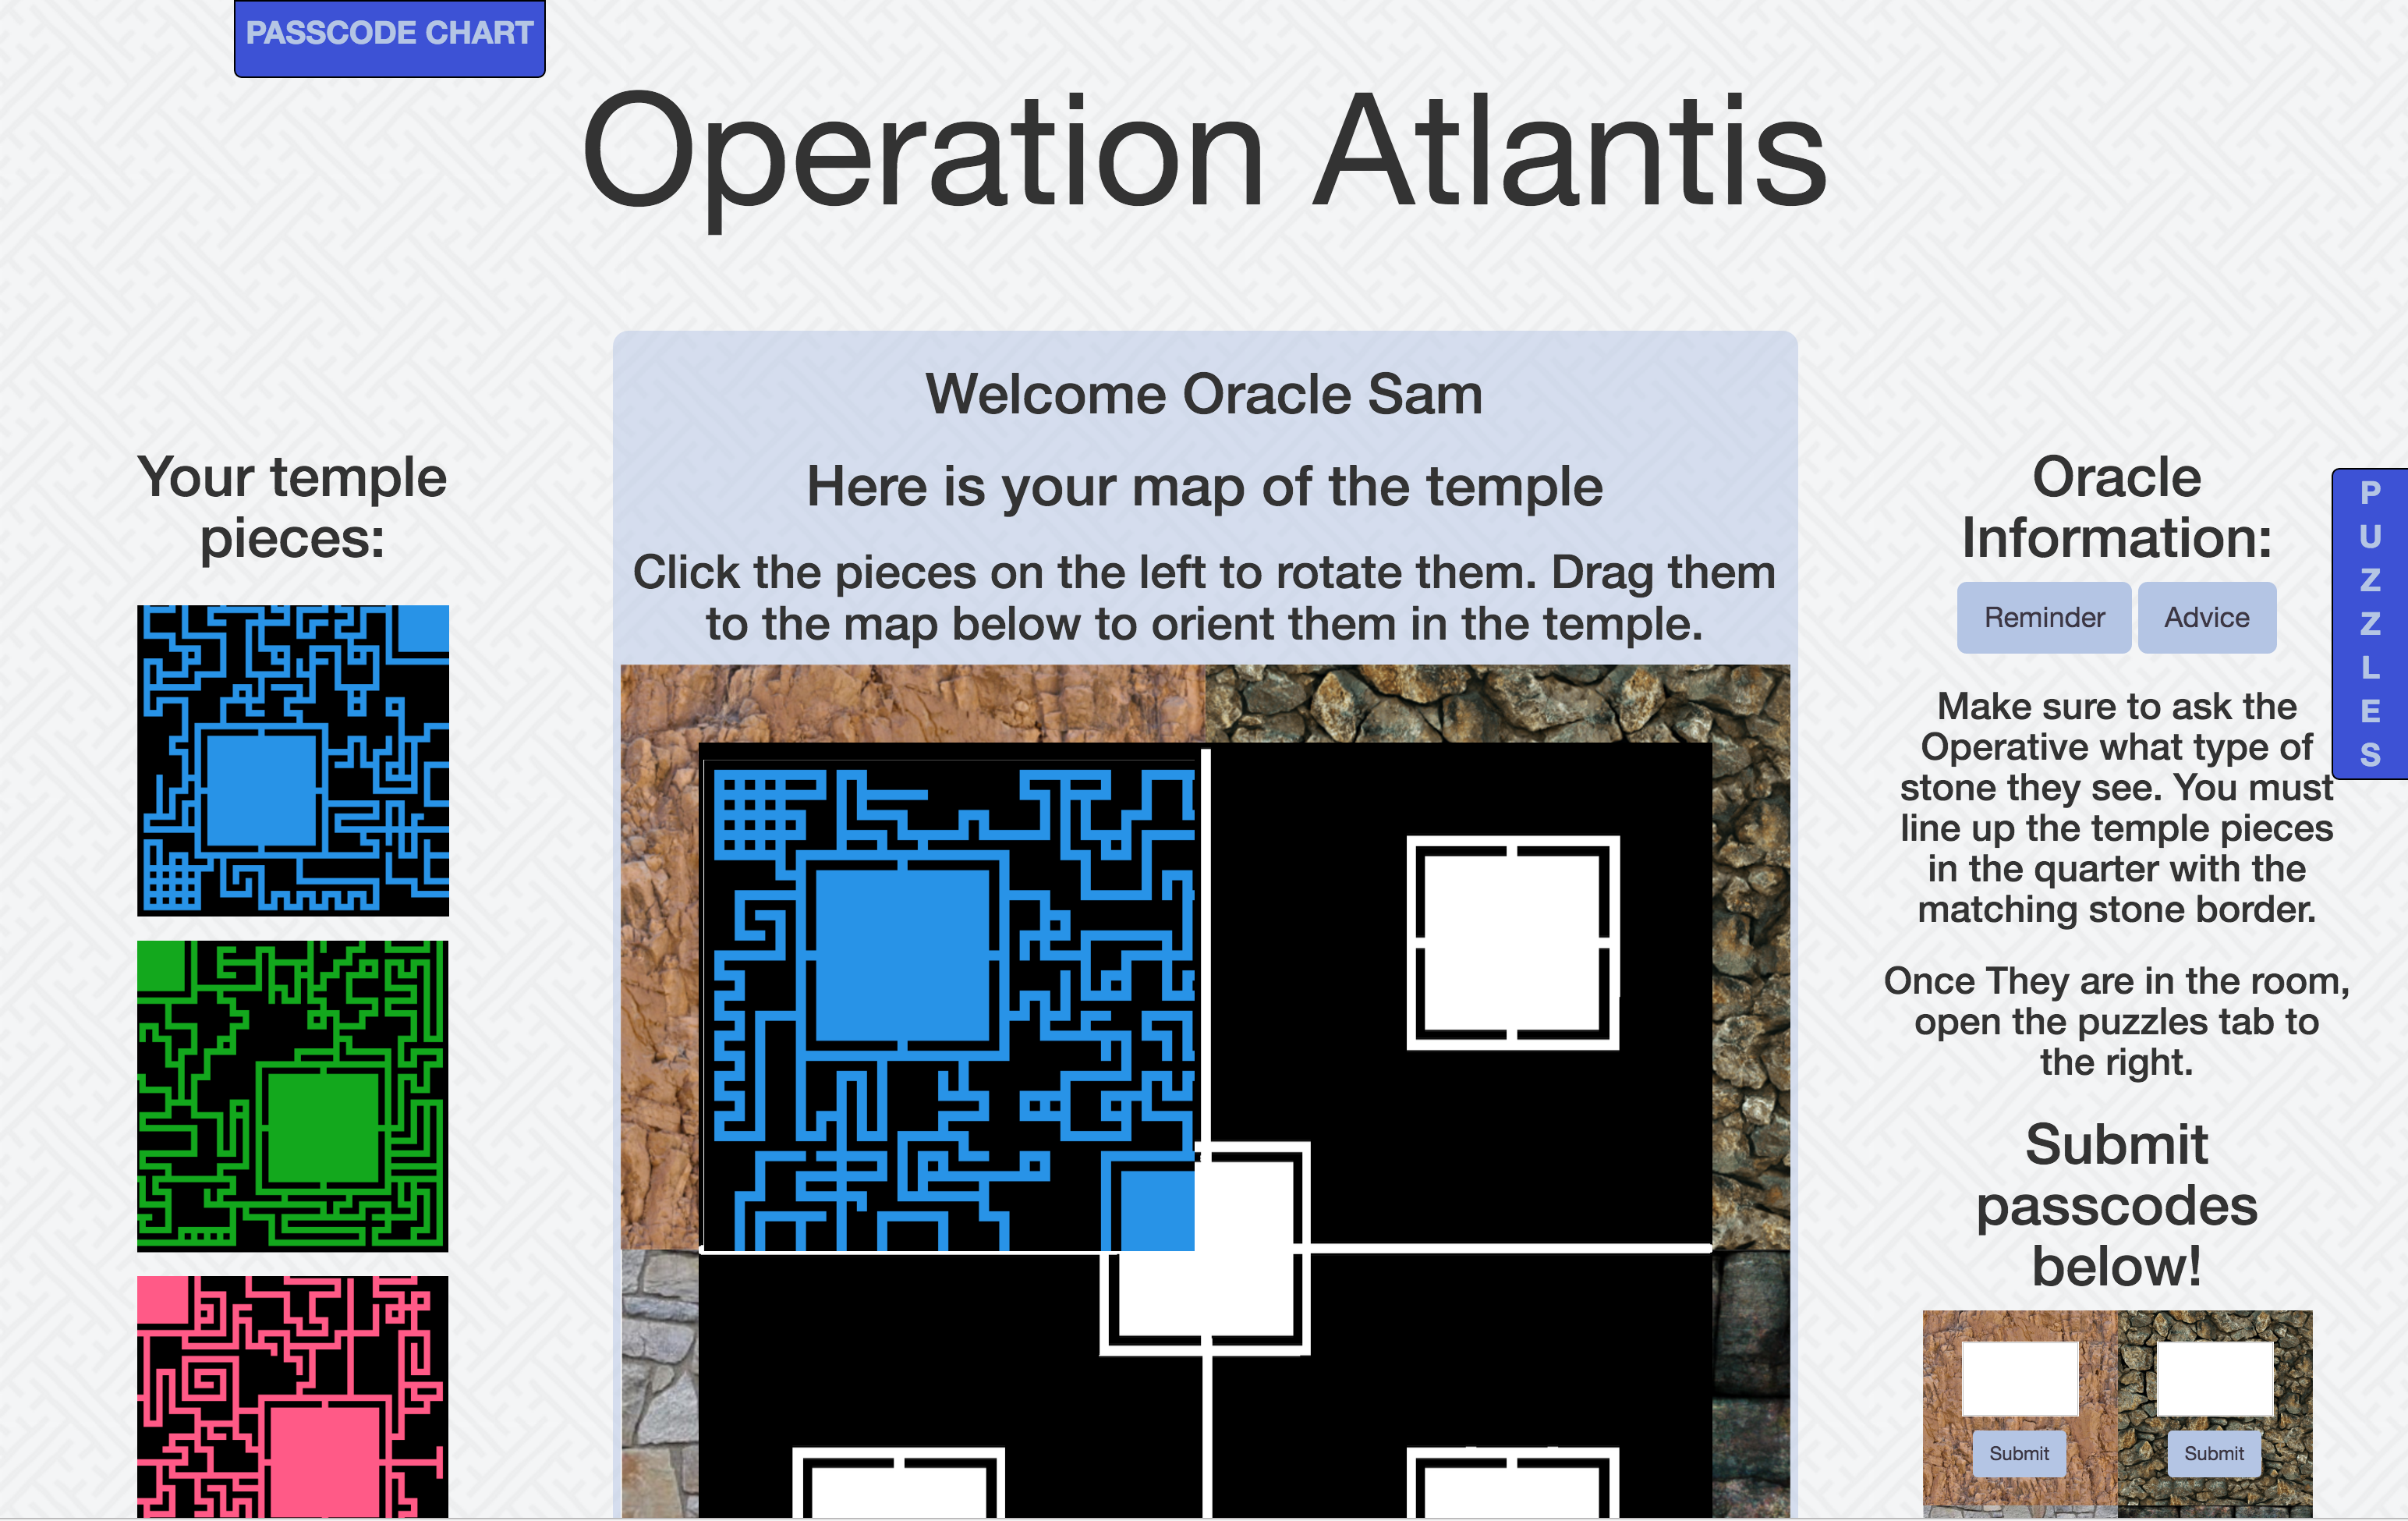 PASSCODE CHART
Operation Atlantis
Welcome Oracle Sam
Here is your map of the temple
Click the pieces on the left to rotate them. Drag them
to the map below to orient them in the temple.
Your temple
pieces:
Oracle
Information:
Reminder
Advice
Make sure to ask the
Operative what type of
stone they see. You must
line up the temple pieces
in the quarter with the
matching stone border.
Once They are in the room,
open the puzzles tab to
the right.
Submit
passcodes
below!
Submit
Submit
P
U
Z
Z
L
E
S